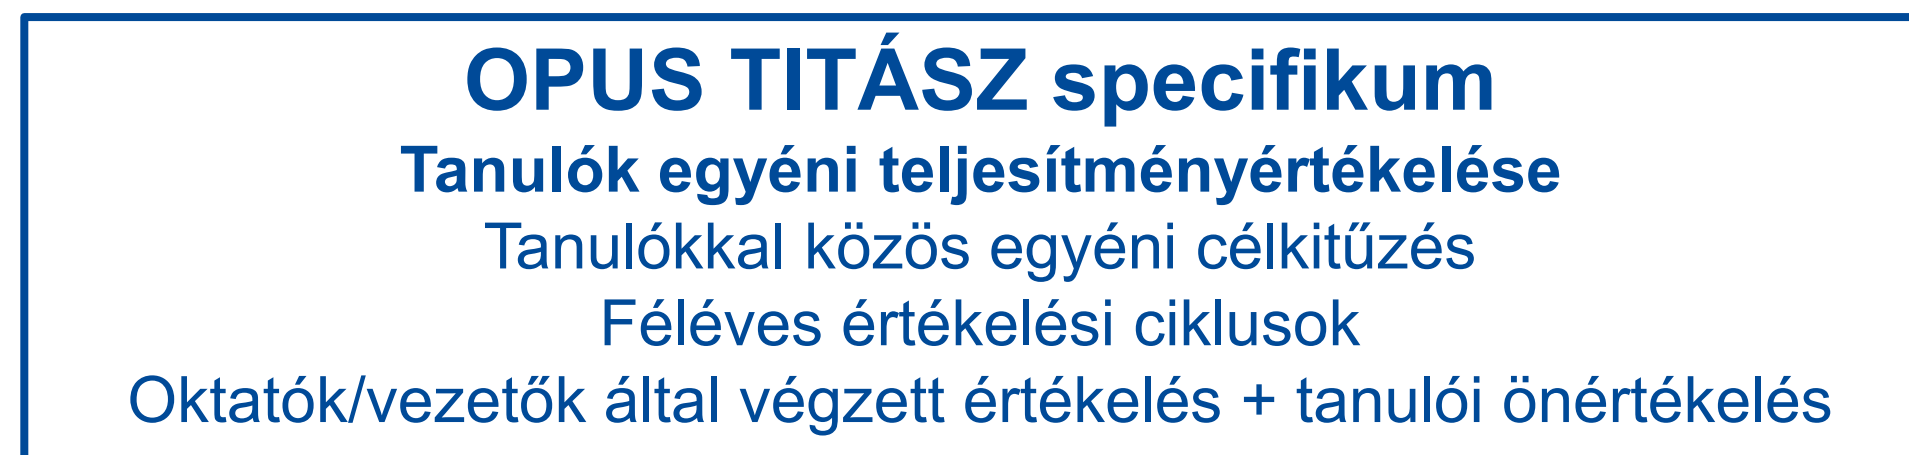 OPUS TITÁSZ specifikum
Tanulók egyéni teljesítményértékelése
Tanulókkal közös egyéni célkitűzés
Féléves értékelési ciklusok
Oktatók/vezetők által végzett értékelés + tanulói önértékelés